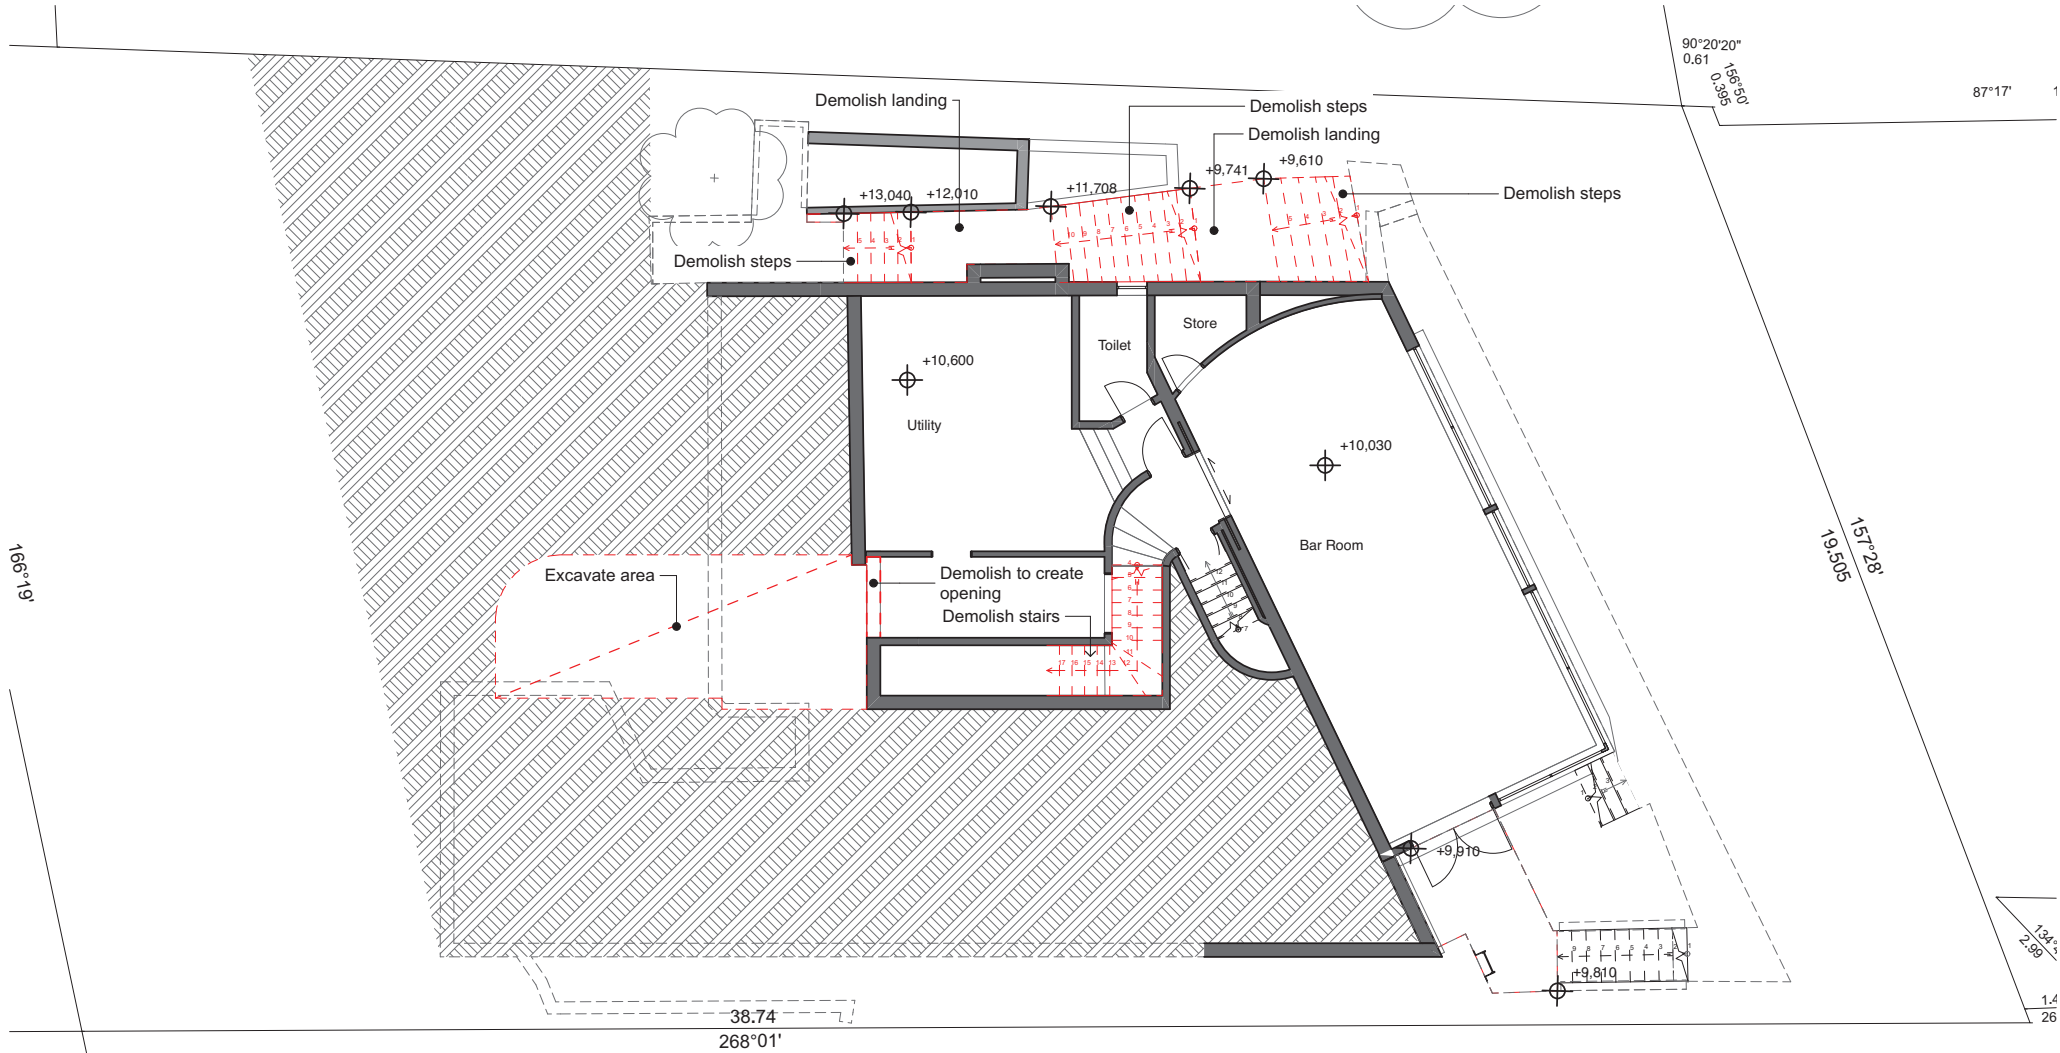 90°20'20"
0.61
156°50'
0.395
87°17'
Demolish landing
Demolish steps
Demolish landing
+9,610
+9,741
+11,708
+13,040
+12,010
Demolish steps
Demolish steps
Store
Toilet
+10,600
Utility
+10,030
Bar Room
166°19'
157°28'
19.505
Excavate area
Demolish to create
opening
Demolish stairs
+9,910
+9,810
2.99
38.74
268°01'